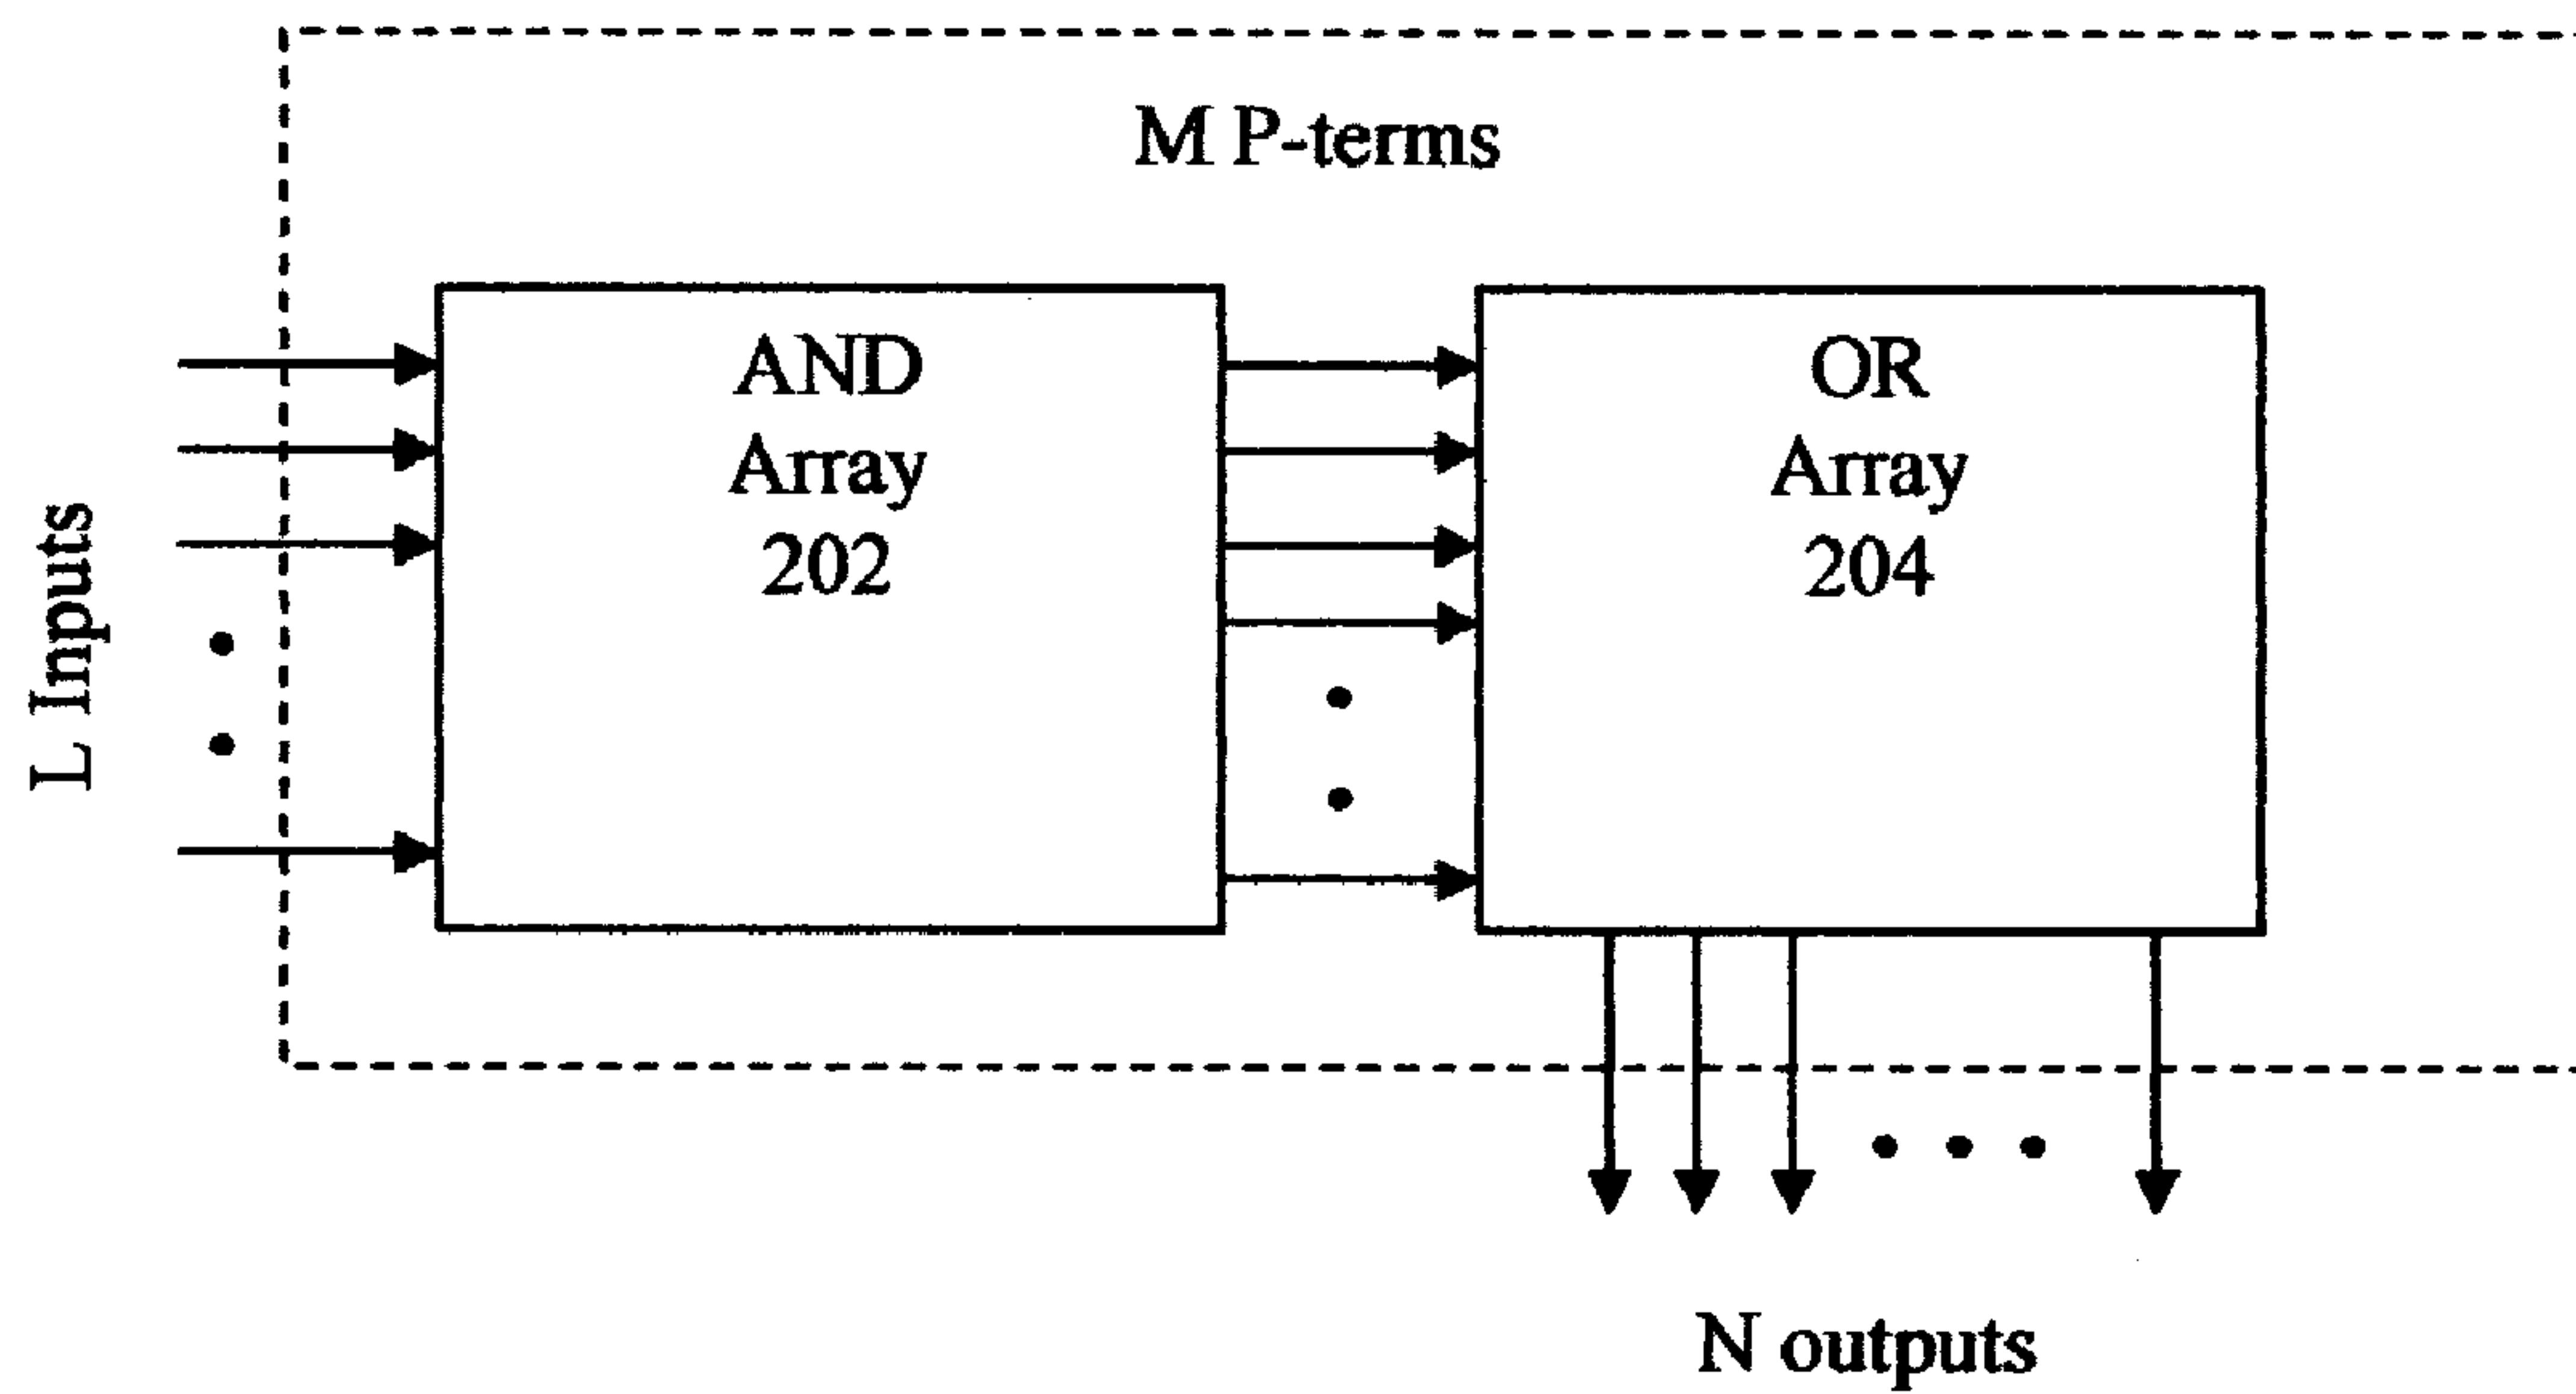 M P-terms
L Inputs
AND
Array
202
OR
Array
204
N outputs